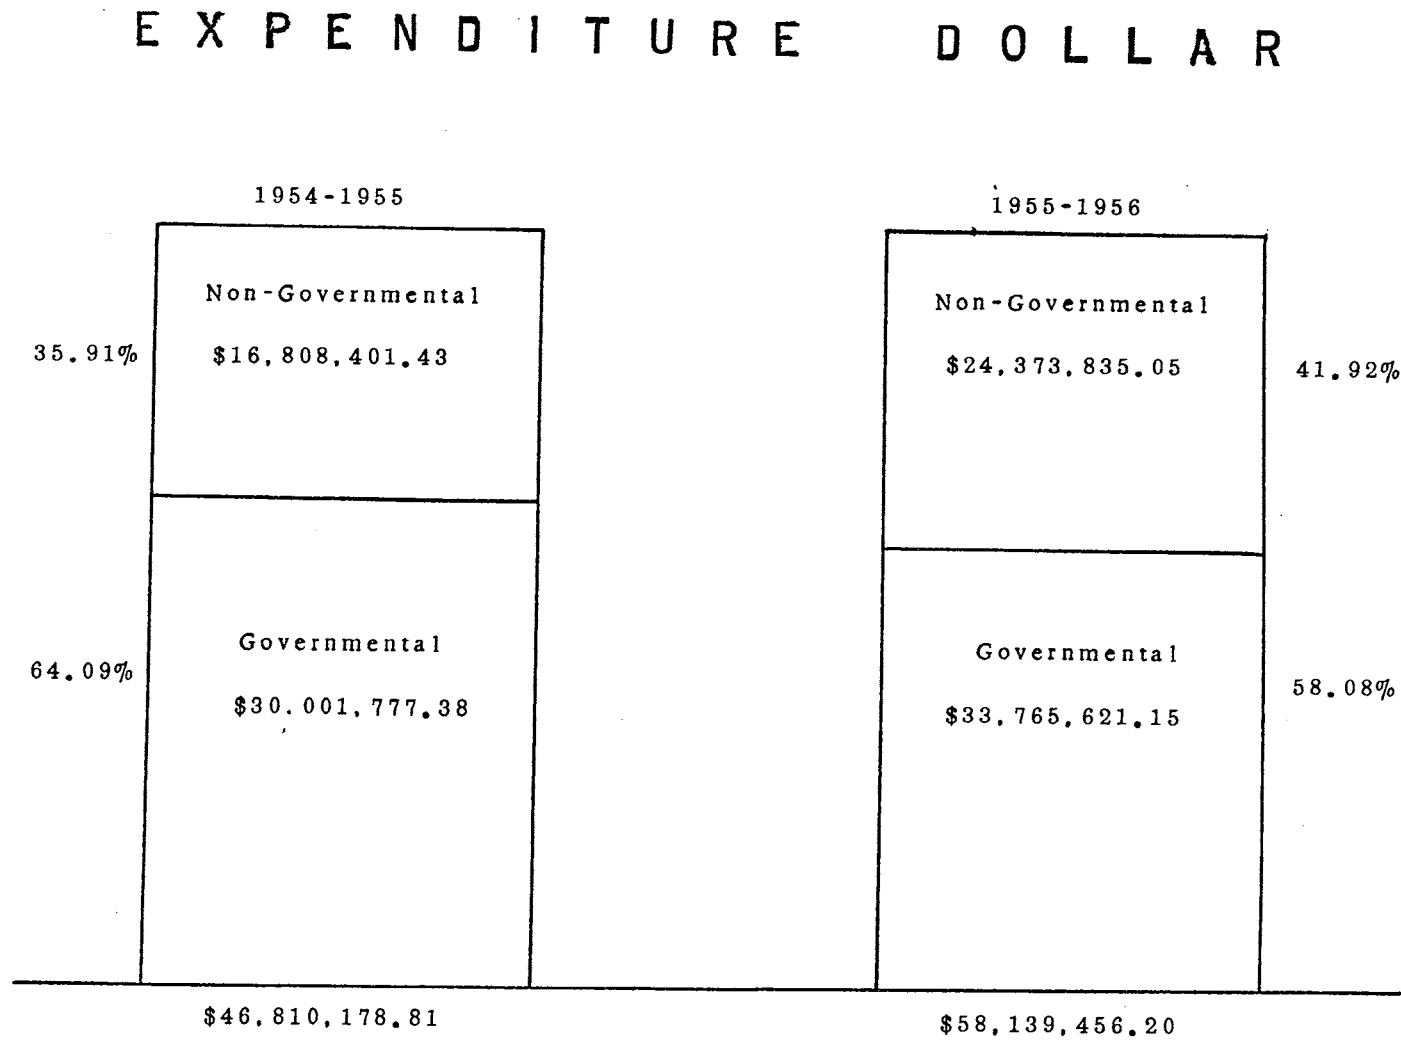 EXPENDITURE DOLLAR
1954-1955
1955-1956
Non-Governmental
Non-Governmental
35.91%
$16,808,401.43
$24,373,835.05
41.92%
Governmental
Governmental
64.09%
$30,001,777.38
$33,765,621.15
58.08%
$46,810,178.81
$58,139,456.20